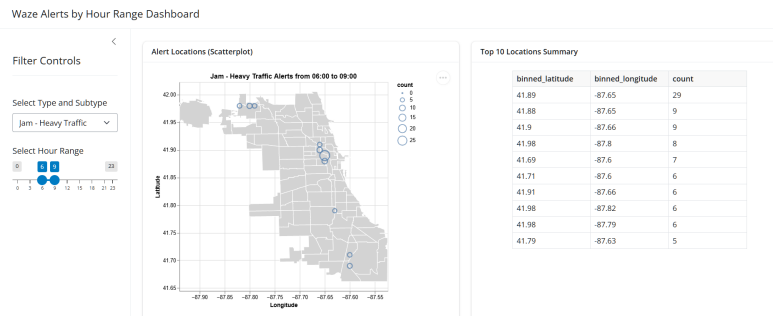 Waze Alerts by Hour Range Dashboard
Filter Controls
Select Type and Subtype
Jam - Heavy Traffic
Select Hour Range
0 6 9 23
0 3 6 9 12 15 18 21 23
Alert Locations (Scatterplot)
Jam - Heavy Traffic Alerts from 06:00 to 09:00
count
0
5
10
15
20
25
Latitude
42.00
41.95
41.90
41.85
41.80
41.75
41.70
41.65
−87.90 −87.85 −87.80 −87.75 −87.70 −87.65 −87.60 −87.55
Longitude
Top 10 Locations Summary
binned_latitude binned_longitude count
41.89 -87.65 29
41.88 -87.65 9
41.9 -87.66 9
41.98 -87.8 8
41.69 -87.6 7
41.71 -87.6 6
41.91 -87.66 6
41.98 -87.82 6
41.98 -87.79 6
41.79 -87.63 5